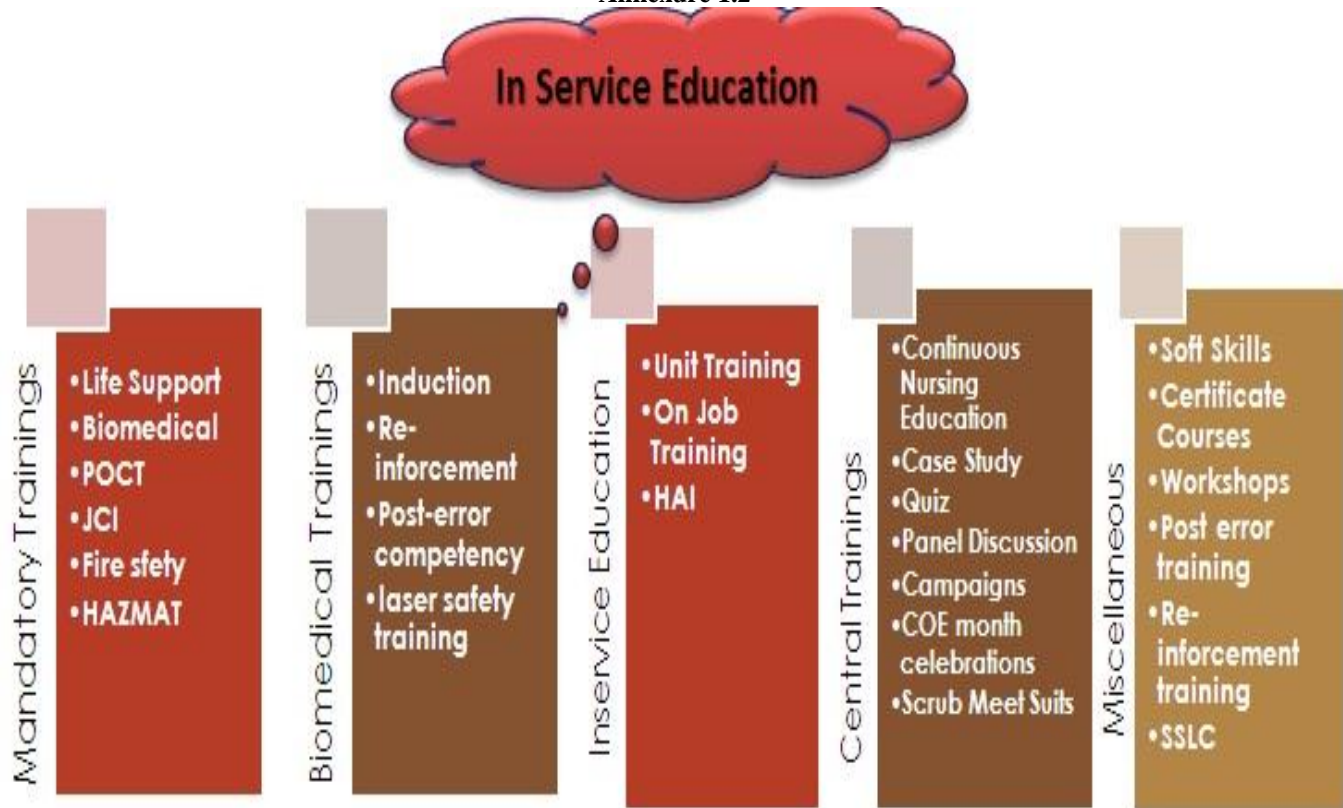 Annexure 1.2
In Service Education
Mandatory Trainings
•Life Support
•Biomedical
•POCT
•JCI
•Fire sfety
•HAZMAT
Biomedical Trainings
•Induction
•Re-
inforcement
•Post-error
competency
•laser safety
training
Inservice Education
•Unit Training
•On Job
Training
•HAI
Central Trainings
•Continuous
Nursing
Education
•Case Study
•Quiz
•Panel Discussion
•Campaigns
•COE month
celebrations
•Scrub Meet Suits
Miscellaneous
•Soft Skills
•Certificate
Courses
•Workshops
•Post error
training
•Re-
inforcement
training
•SSLC